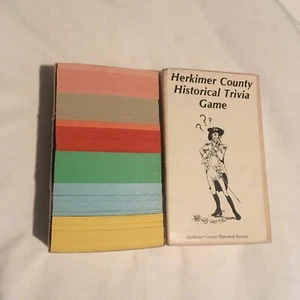 Herkimer County
Historical Trivia
Game
? ? ?
Herkimer County Historical Society